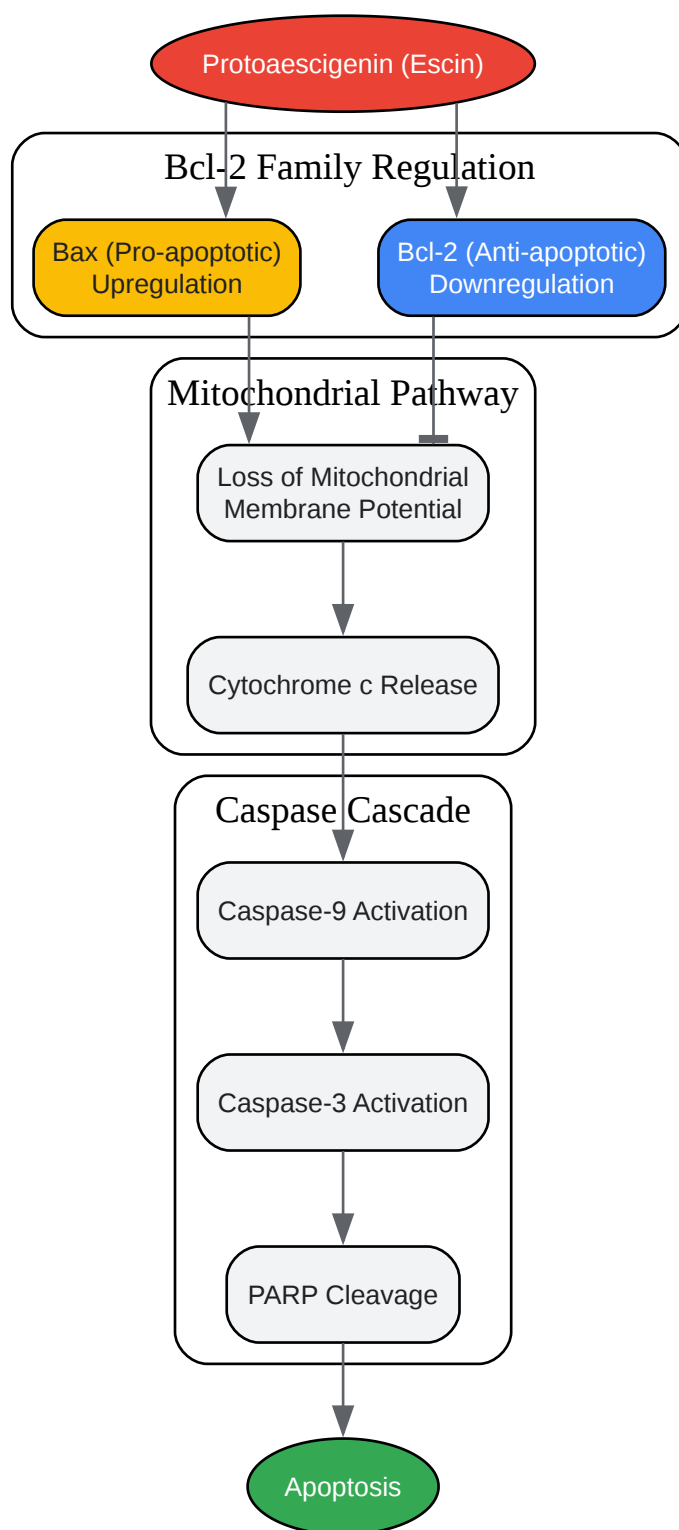 Protoaescigenin (Escin)
Bcl-2 Family Regulation
Bax (Pro-apoptotic)
Upregulation
Bcl-2 (Anti-apoptotic)
Downregulation
Mitochondrial Pathway
Loss of Mitochondrial
Membrane Potential
Cytochrome c Release
Caspase Cascade
Caspase-9 Activation
Caspase-3 Activation
PARP Cleavage
Apoptosis